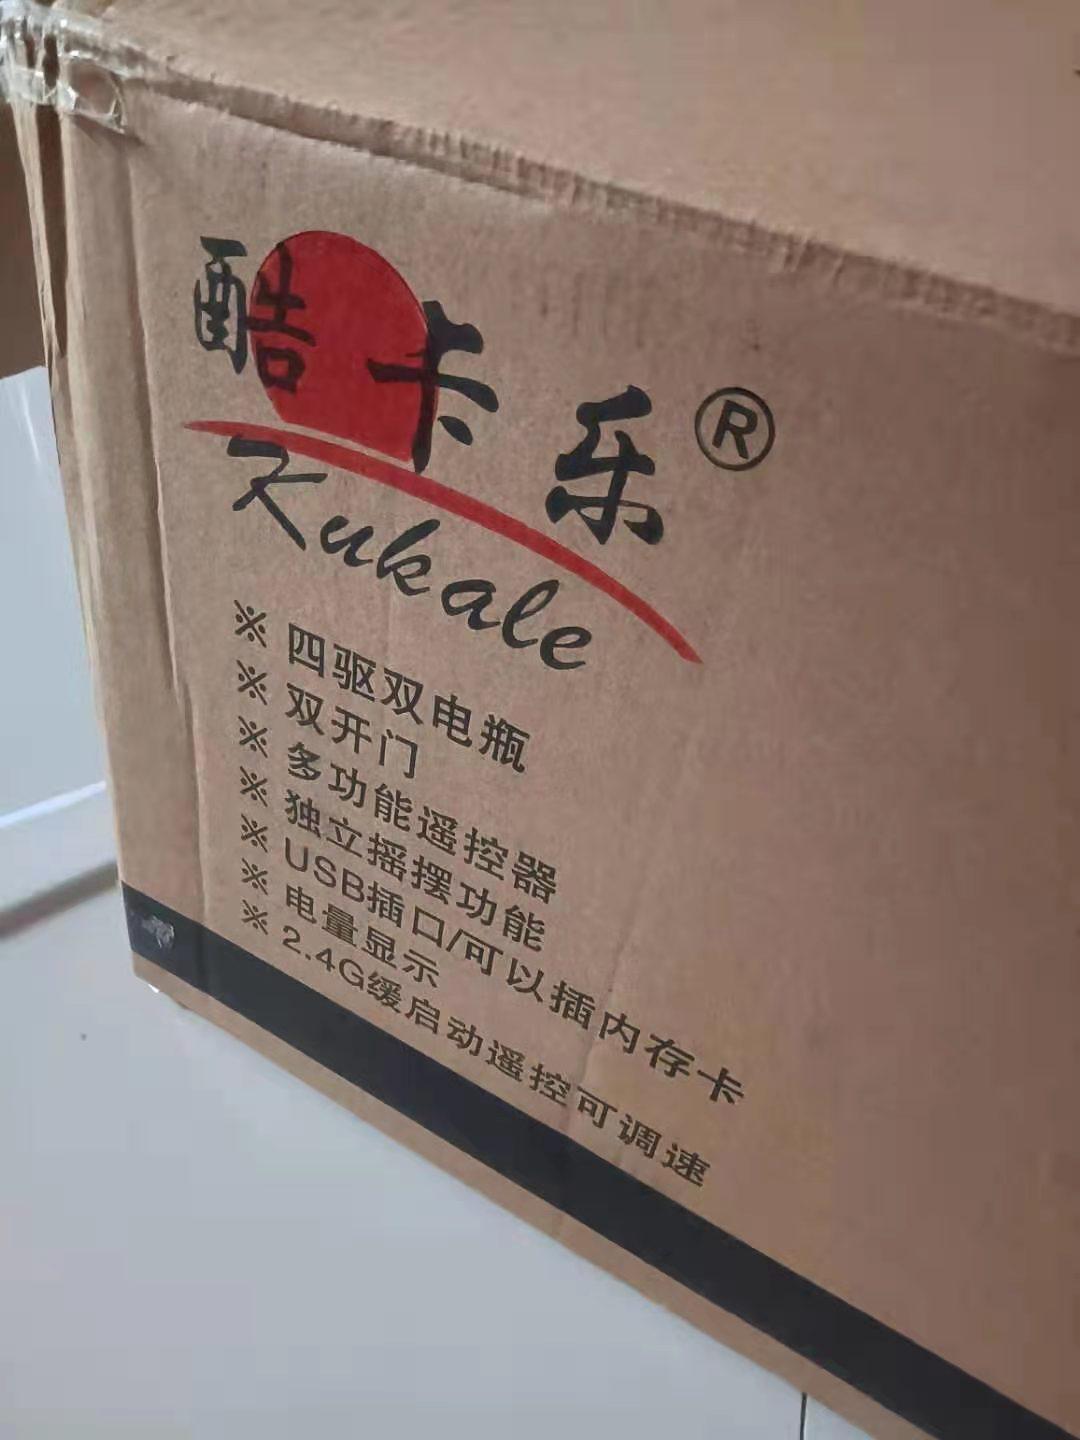 酷卡乐®
Kukale
※ 四驱双电瓶
※ 双开门
※ 多功能遥控器
※ 独立摇摆功能
※ USB插口/可以插内存卡
※ 电量显示
※ 2.4G缓启动遥控可调速